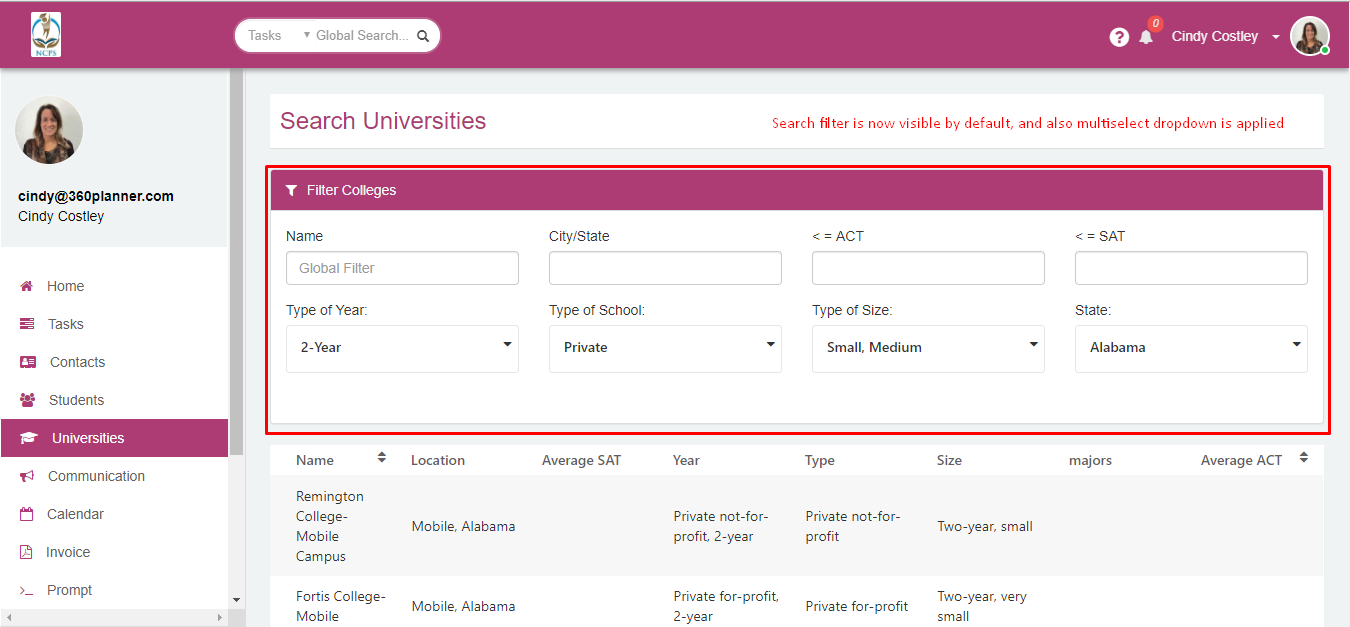 NCPS
Tasks Global Search...
?
0
Cindy Costley
Search Universities
Search filter is now visible by default, and also multiselect dropdown is applied
cindy@360planner.com
Cindy Costley
Home
Tasks
Contacts
Students
Universities
Communication
Calendar
Invoice
Prompt
Filter Colleges
Name City/State < = ACT < = SAT
Global Filter
Type of Year: Type of School: Type of Size: State:
2-Year Private Small, Medium Alabama
Name Location Average SAT Year Type Size majors Average ACT
Remington
College-
Mobile
Campus
Mobile, Alabama
Private not-for-
profit, 2-year
Private not-for-
profit
Two-year, small
Fortis College-
Mobile
Mobile, Alabama
Private for-profit,
2-year
Private for-profit
Two-year, very
small